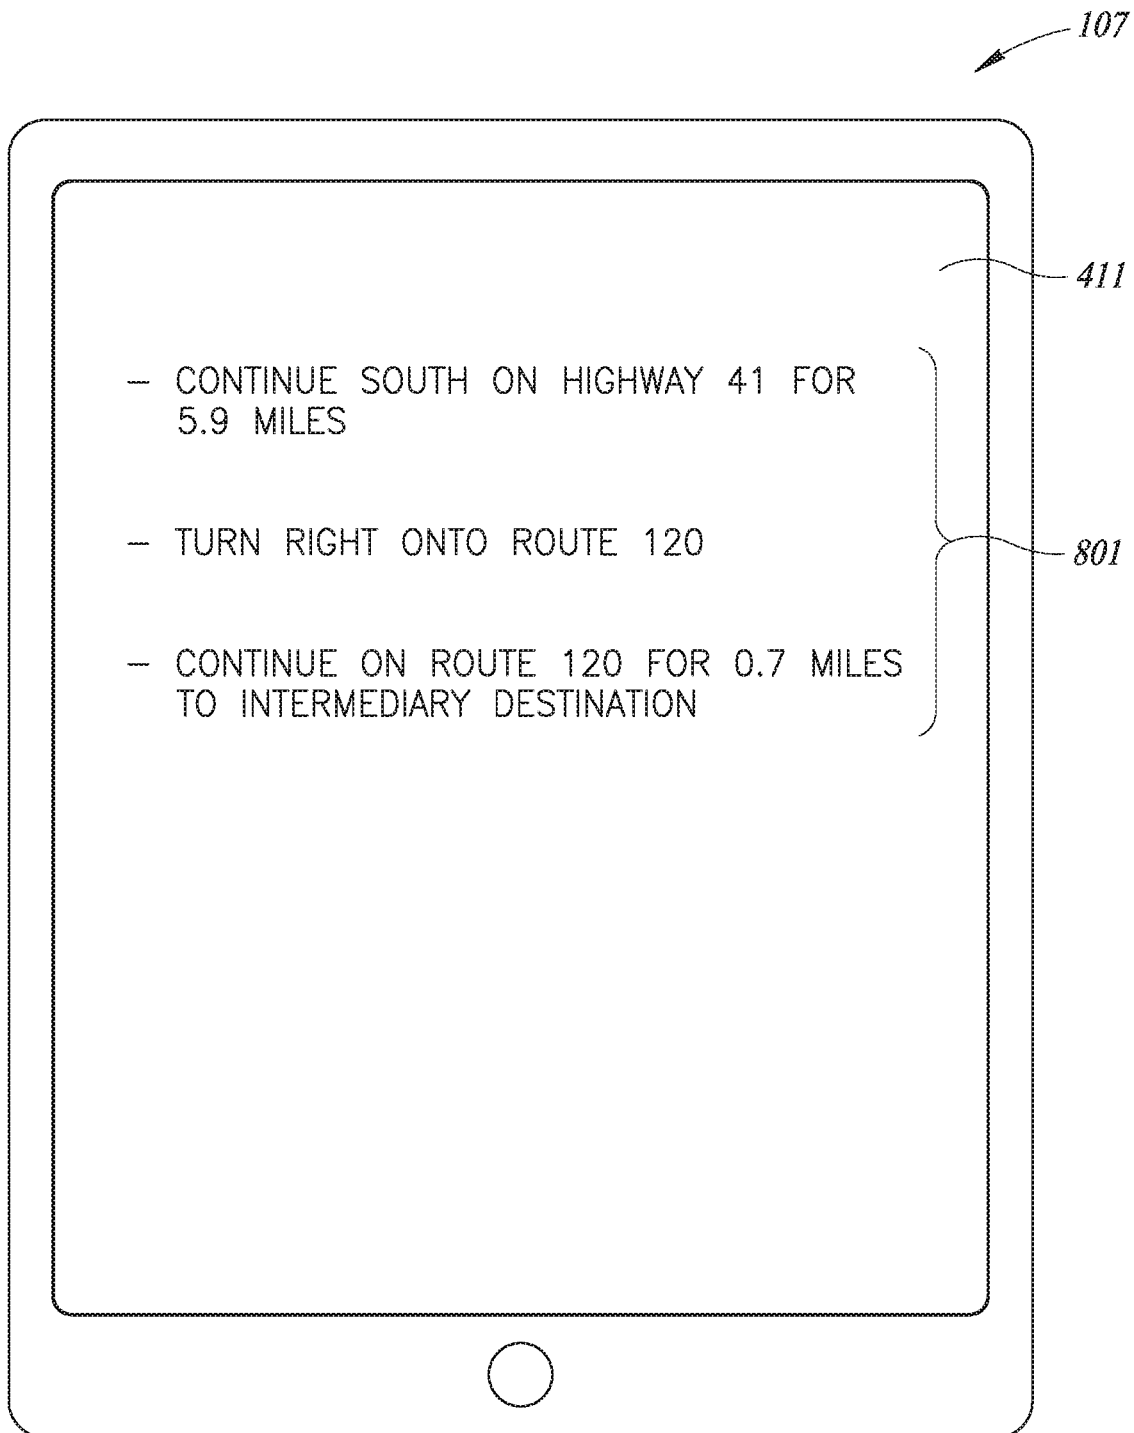 107
411
– CONTINUE SOUTH ON HIGHWAY 41 FOR
5.9 MILES
– TURN RIGHT ONTO ROUTE 120
801
– CONTINUE ON ROUTE 120 FOR 0.7 MILES
TO INTERMEDIARY DESTINATION